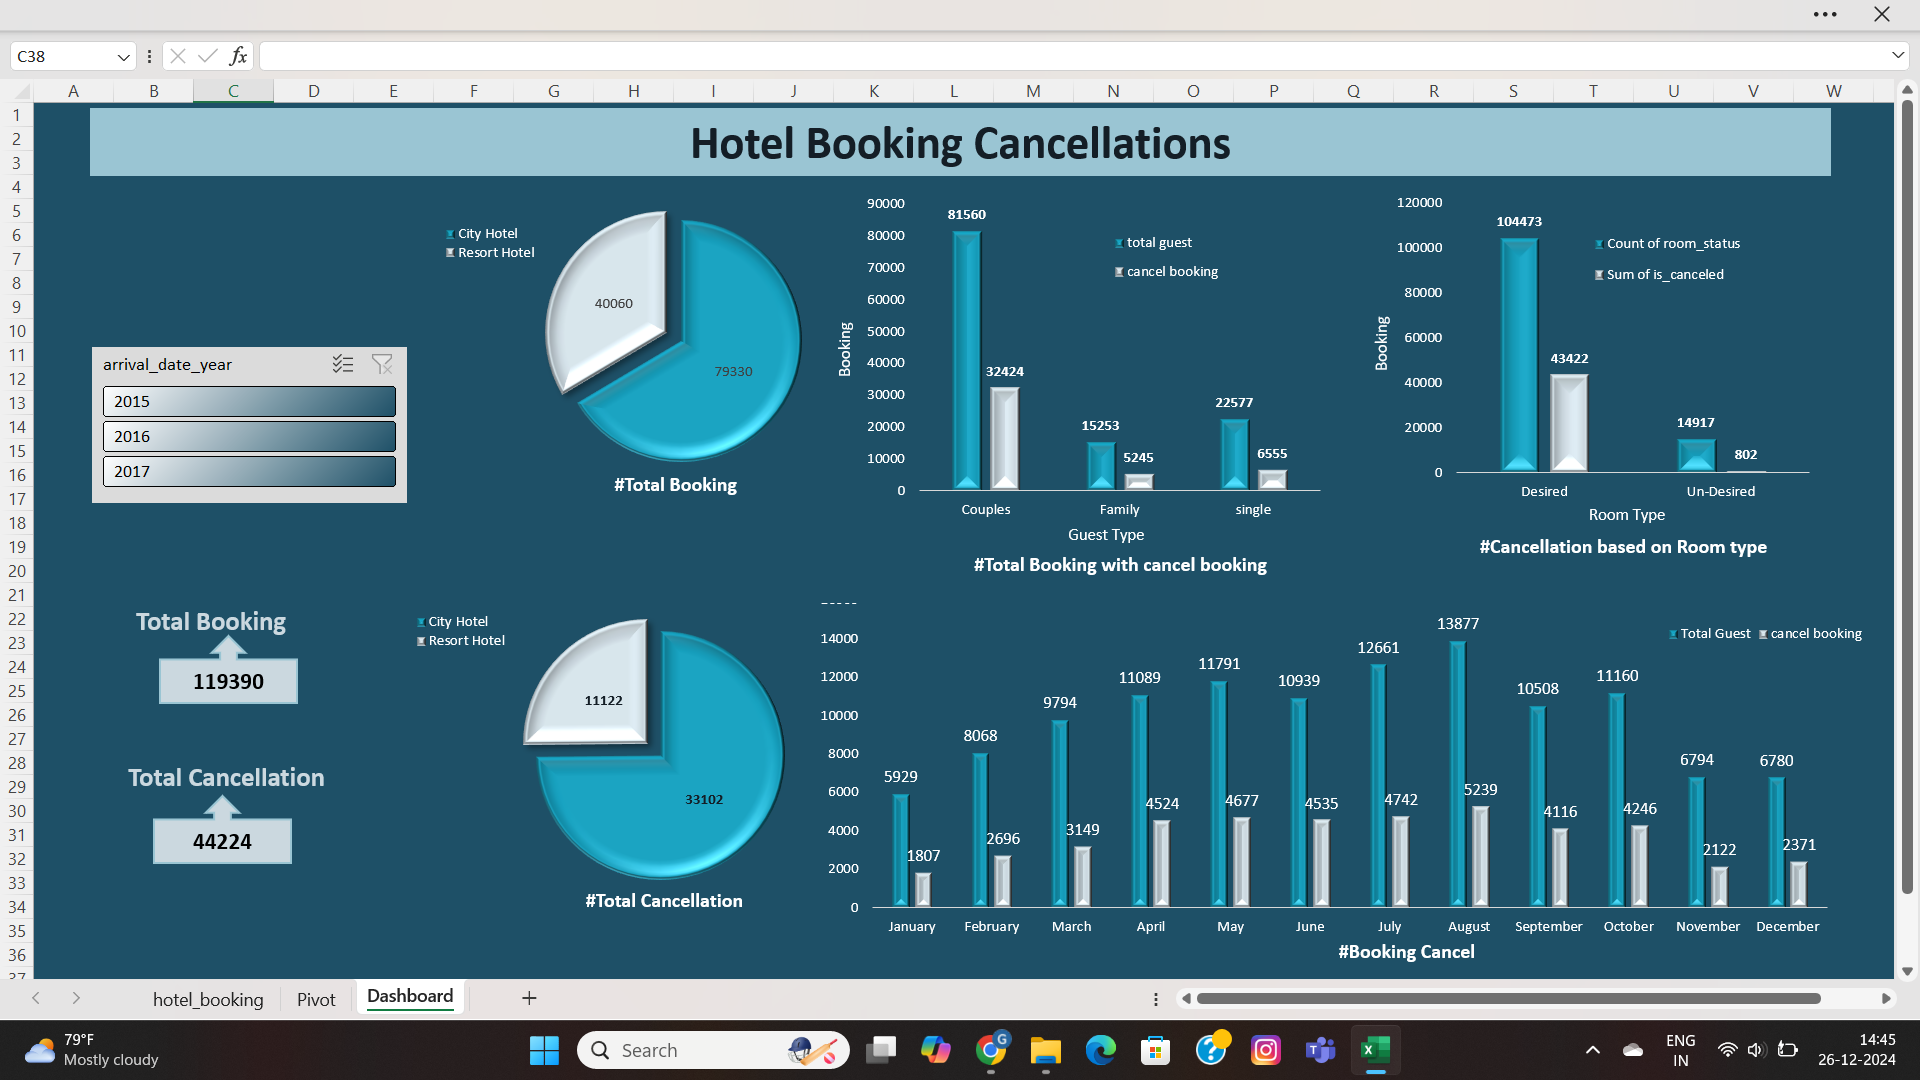 C38
fx
A B C D E F G H I J K L M N O P Q R S T U V W
1
2
3
4
5
6
7
8
9
10
11
12
13
14
15
16
17
18
19
20
21
22
23
24
25
26
27
28
29
30
31
32
33
34
35
36
37
Hotel Booking Cancellations
arrival_date_year
2015
2016
2017
City Hotel
Resort Hotel
40060
79330
#Total Booking
90000
80000
70000
60000
50000
40000
30000
20000
10000
0
Booking
81560
32424
15253
5245
22577
6555
total guest
cancel booking
Couples Family single
Guest Type
#Total Booking with cancel booking
120000
100000
80000
60000
40000
20000
0
Booking
104473
43422
14917
802
Count of room_status
Sum of is_canceled
Desired Un-Desired
Room Type
#Cancellation based on Room type
Total Booking
119390
Total Cancellation
44224
City Hotel
Resort Hotel
11122
33102
#Total Cancellation
14000
12000
10000
8000
6000
4000
2000
0
Total Guest cancel booking
5929 8068 9794 11089 11791 10939 12661 13877 10508 11160 6794 6780
1807 2696 3149 4524 4677 4535 4742 5239 4116 4246 2122 2371
January February March April May June July August September October November December
#Booking Cancel
hotel_booking Pivot Dashboard
79°F
Mostly cloudy
Search
G
X
ENG
IN
14:45
26-12-2024